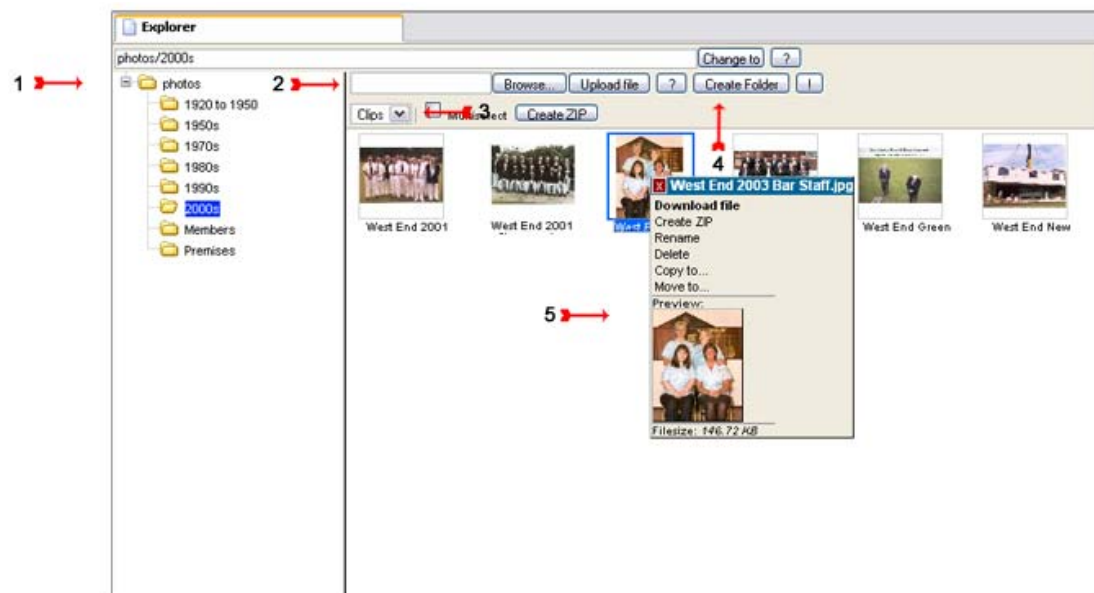 Explorer
photos/2000s Change to ?
1 photos 2 Browse... Upload file ? Create Folder !
1920 to 1950
Clips 3 Multiselect Create ZIP
1950s
1970s
4
1980s
West End 2003 Bar Staff.jpg
1990s
Download file
2000s
West End 2001 West End 2001 West Create ZIP West End Green West End New
Members
Rename
Premises
Delete
Copy to...
Move to...
Preview:
5
Filesize: 146.72 KB